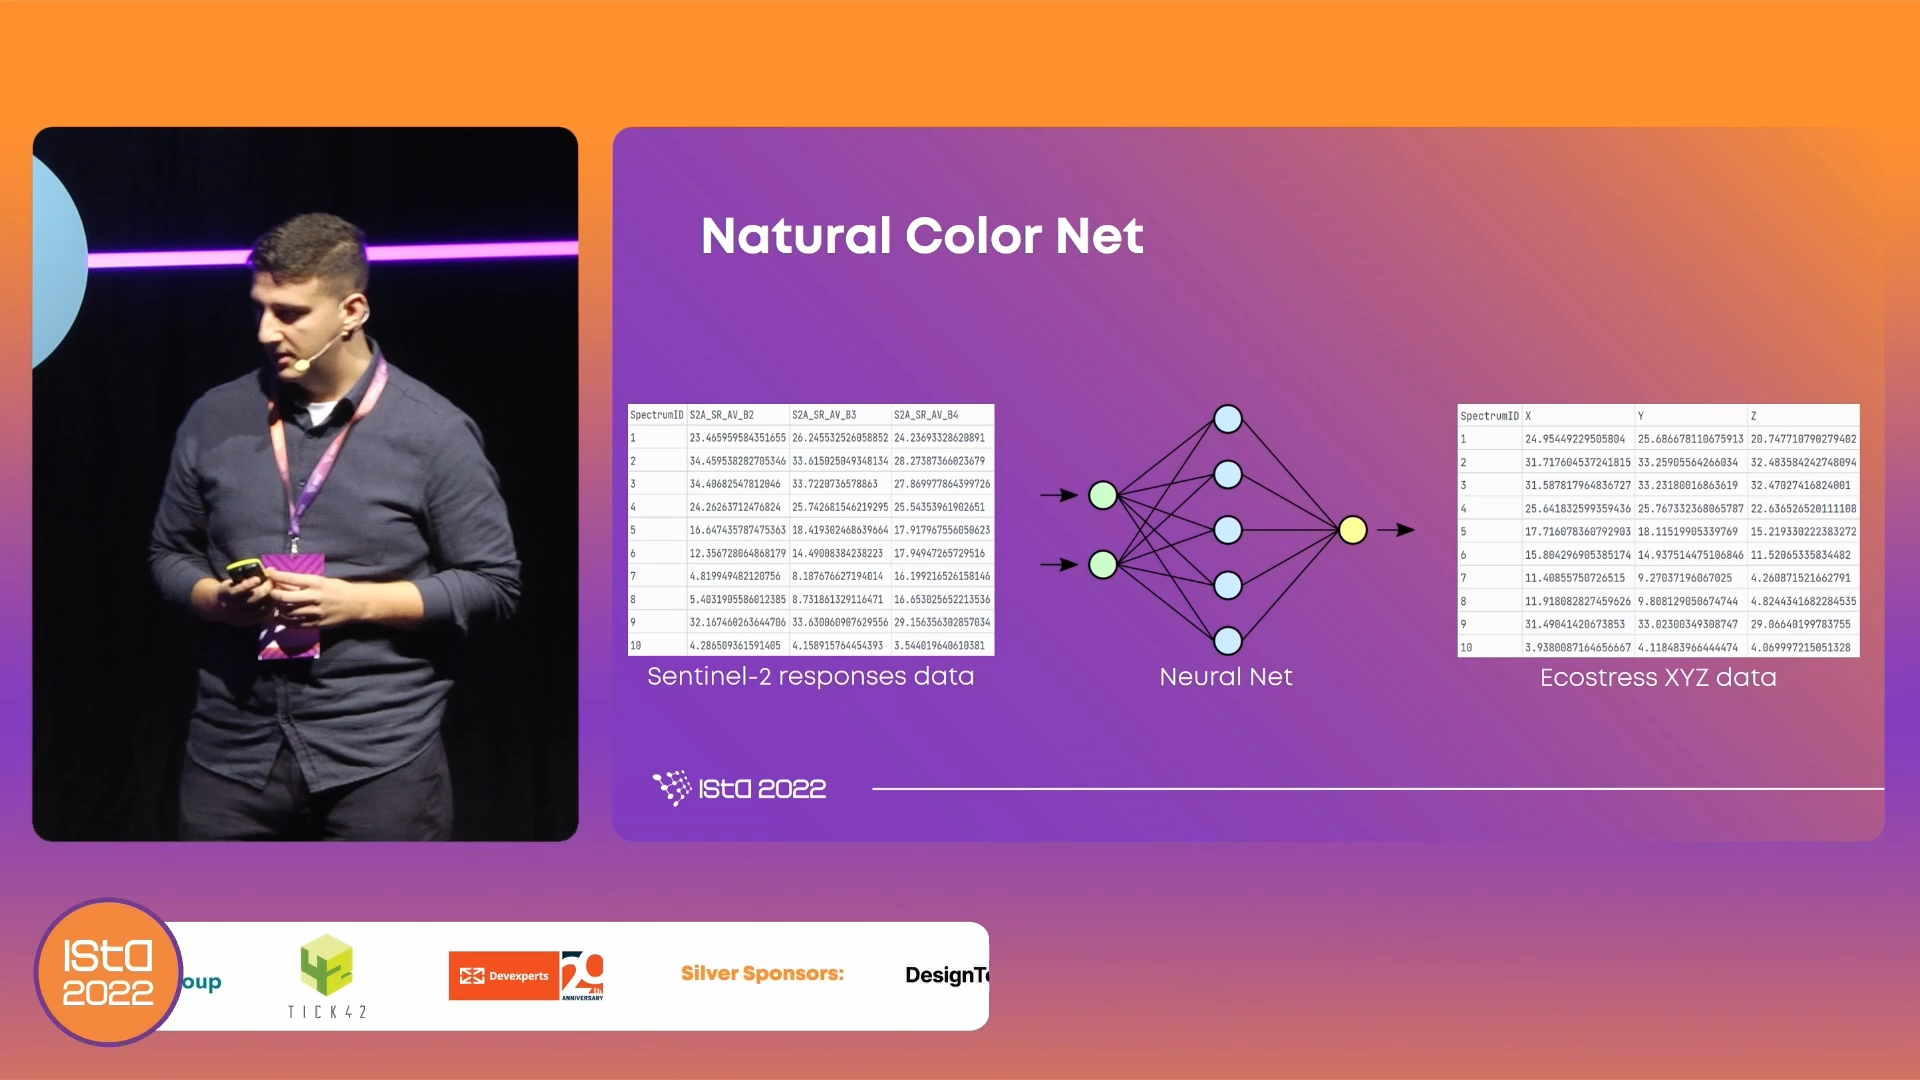 Natural Color Net
SpectrumID S2A_SR_AV_B2 S2A_SR_AV_B3 S2A_SR_AV_B4
1 23.465959584351655 26.245532526058852 24.23693328620891
2 34.459538282705346 33.615025049348134 28.27387366023679
3 34.40682547812046 33.7220736578863 27.869977864399726
4 24.26263712476824 25.742681546219295 25.54353961902651
5 16.647435787475363 18.419302468639664 17.917967556050623
6 12.356728064868179 14.49008384238223 17.94947265729516
7 4.819949482120756 8.187676627194014 16.199216526158146
8 5.4031905586012385 8.731861329116471 16.653025652213536
9 32.167460263644706 33.630060907629556 29.156356302857034
10 4.286509361591405 4.158915764454393 3.544019640610381
Sentinel-2 responses data
Neural Net
SpectrumID X Y Z
1 24.95449229505804 25.686678110675913 20.747710790279402
2 31.717604537241815 33.25905564266034 32.483584242748094
3 31.587817964836727 33.23180016863619 32.47027416824001
4 25.641832599359436 25.767332368065787 22.636526520111108
5 17.716078360792903 18.11519905339769 15.219330222383272
6 15.804296905385174 14.937514475106846 11.52065335834482
7 11.40855750726515 9.27037196067025 4.260871521662791
8 11.918082827459626 9.808129050674744 4.8244341682284535
9 31.49041420673853 33.02300349308747 29.06640199783755
10 3.9380087164656667 4.118483966444474 4.069997215051328
Ecostress XYZ data
ISTA 2022
ISTA
2022
oup
TICK42
Devexperts
20th
ANNIVERSARY
Silver Sponsors:
DesignTe